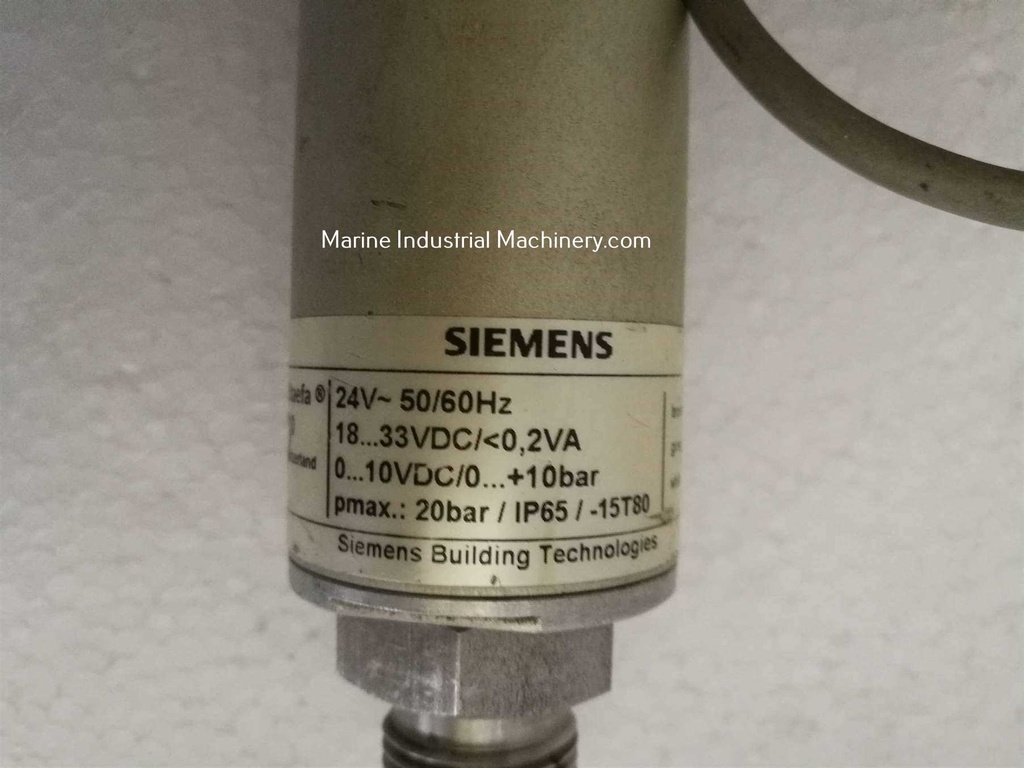 Marine Industrial Machinery.com
SIEMENS
24V~ 50/60Hz
18...33VDC/<0,2VA
0...10VDC/0...+10bar
pmax.: 20bar / IP65 / -15T80
Siemens Building Technologies